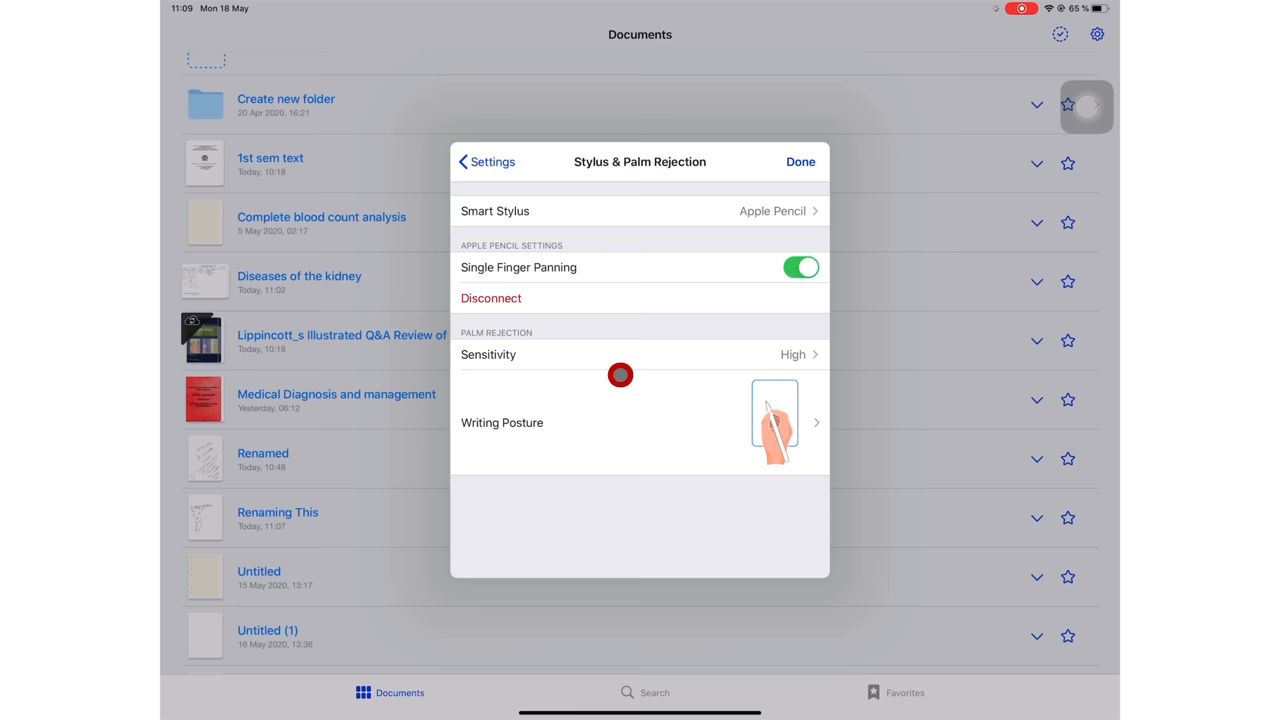 11:09 Mon 18 May
65 %
Documents
Create new folder
20 Apr 2020, 16:21
1st sem text
Today, 10:18
Complete blood count analysis
5 May 2020, 02:17
Diseases of the kidney
Today, 11:02
Lippincott_s Illustrated Q&A Review of
Today, 10:18
Medical Diagnosis and management
Yesterday, 06:12
Renamed
Today, 10:48
Renaming This
Today, 11:07
Untitled
15 May 2020, 13:17
Untitled (1)
16 May 2020, 13:36
Settings
Stylus & Palm Rejection
Done
Smart Stylus
Apple Pencil
APPLE PENCIL SETTINGS
Single Finger Panning
Disconnect
PALM REJECTION
Sensitivity
High
Writing Posture
Documents
Search
Favorites